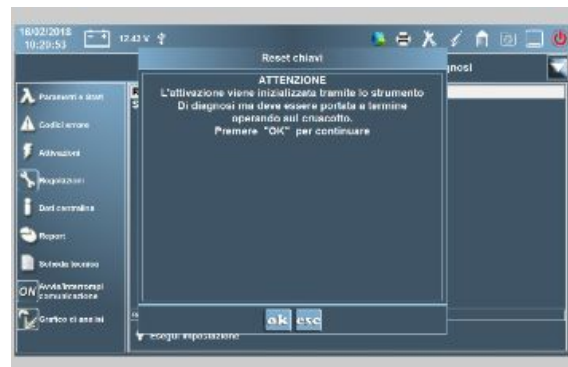 16/02/2018
10:20:53
12.43 V
Reset chiavi
gnosi
ATTENZIONE
L'attivazione viene inizializzata tramite lo strumento
Di diagnosi ma deve essere portata a termine
operando sul cruscotto.
Premere "OK" per continuare
Parametri e stati
Codici errore
Attivazioni
Regolazioni
Dati centralina
Report
Scheda tecnica
ON
Avvia/Interrompi
comunicazione
Grafico di analisi
ok esc
Esegui impostazione